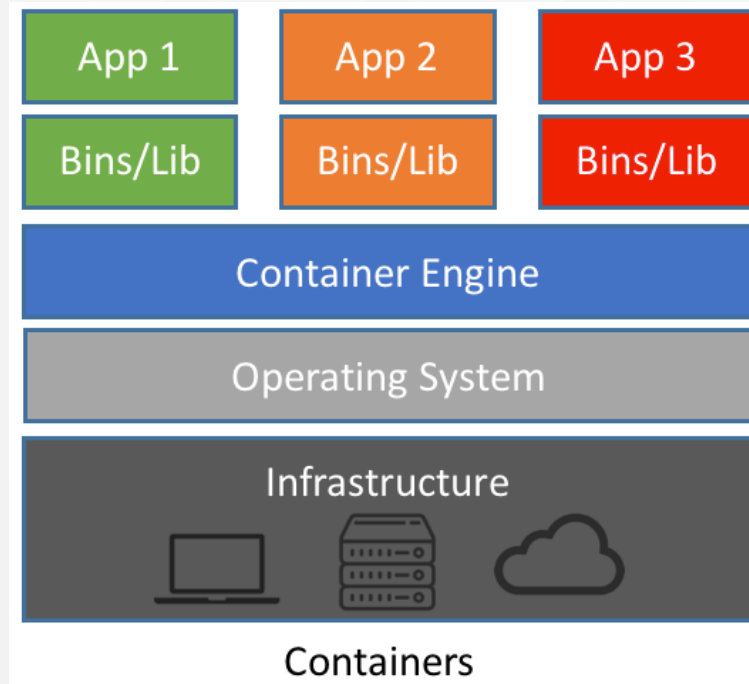 App 1
App 2
App 3
Bins/Lib
Bins/Lib
Bins/Lib
Container Engine
Operating System
Infrastructure
Containers